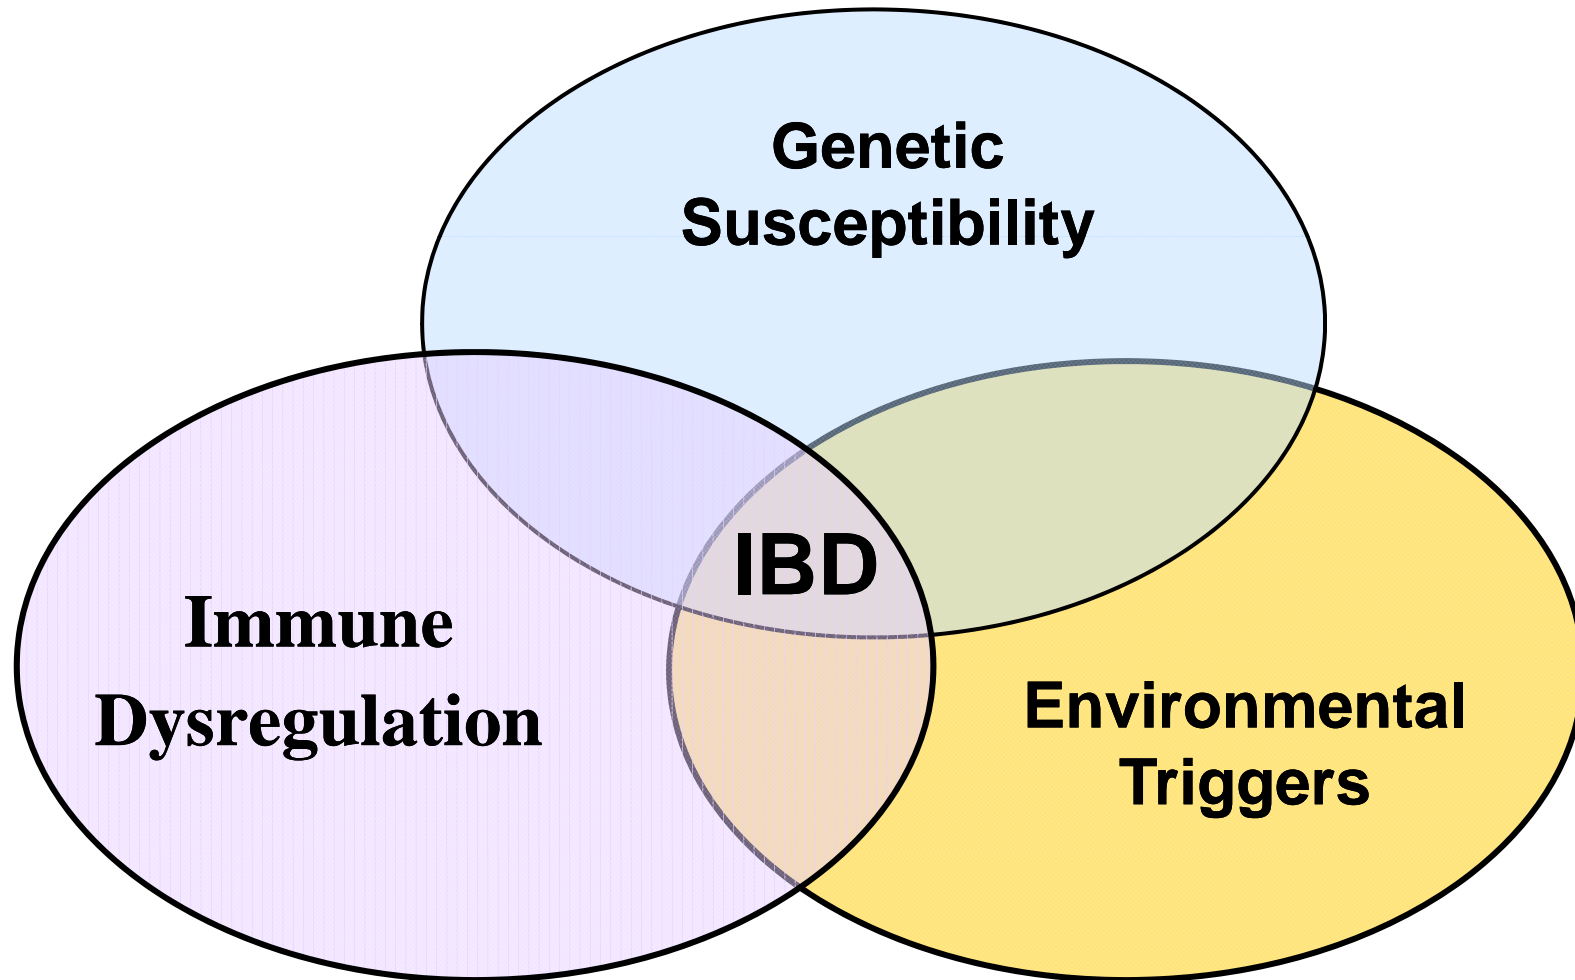 Genetic
Susceptibility
IBD
Immune
Dysregulation
Environmental
Triggers